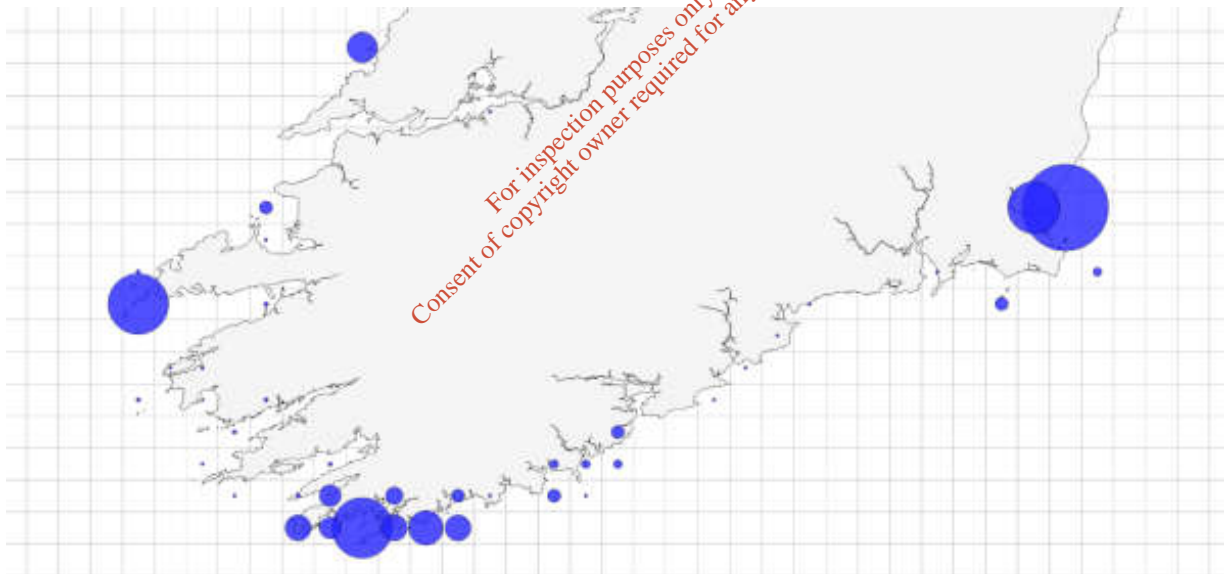 For inspection purposes only
Consent of copyright owner required for any